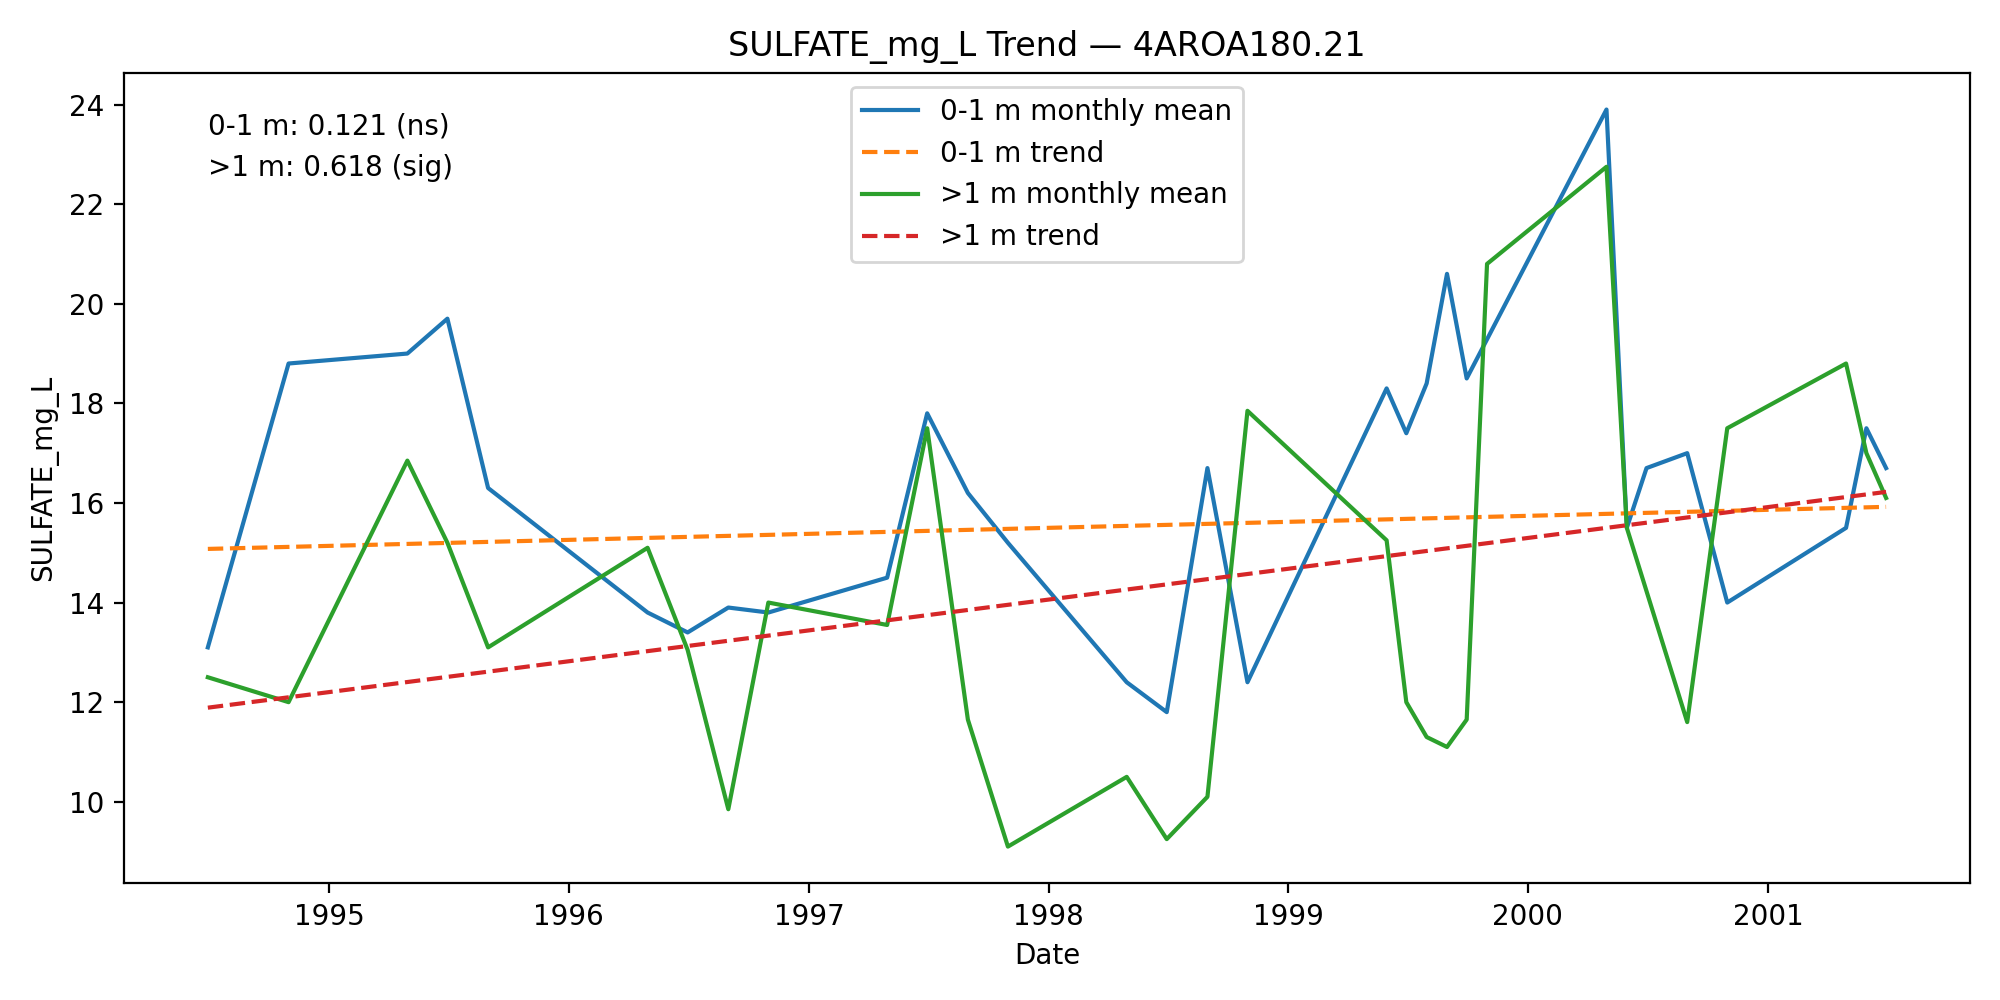 SULFATE_mg_L Trend — 4AROA180.21
0-1 m: 0.121 (ns)
>1 m: 0.618 (sig)
0-1 m monthly mean
0-1 m trend
>1 m monthly mean
>1 m trend
SULFATE_mg_L
24
22
20
18
16
14
12
10
1995
1996
1997
1998
1999
2000
2001
Date